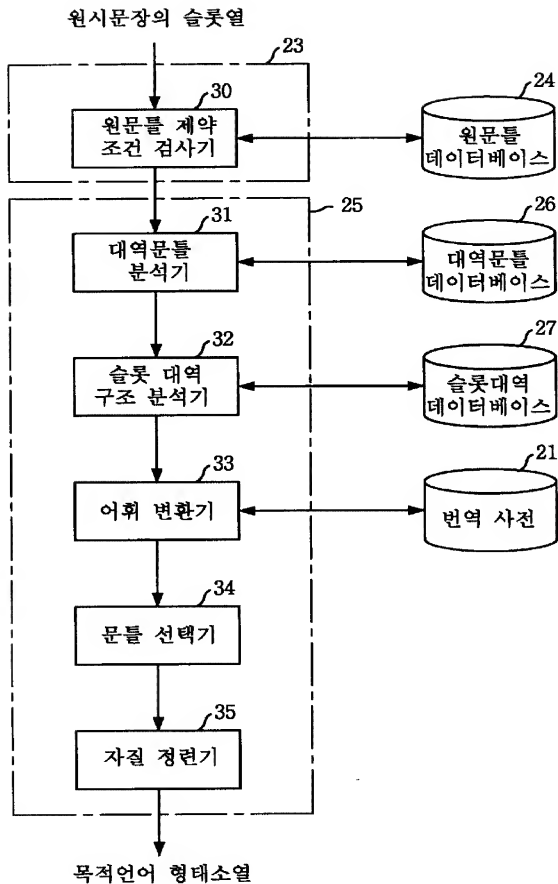 원시문장의 슬롯열
23
30
원문틀 제약
조건 검사기
24
원문틀
데이터베이스
25
31
대역문틀
분석기
26
대역문틀
데이터베이스
32
슬롯 대역
구조 분석기
27
슬롯대역
데이터베이스
33
어휘 변환기
21
번역 사전
34
문틀 선택기
35
자질 정련기
목적언어 형태소열